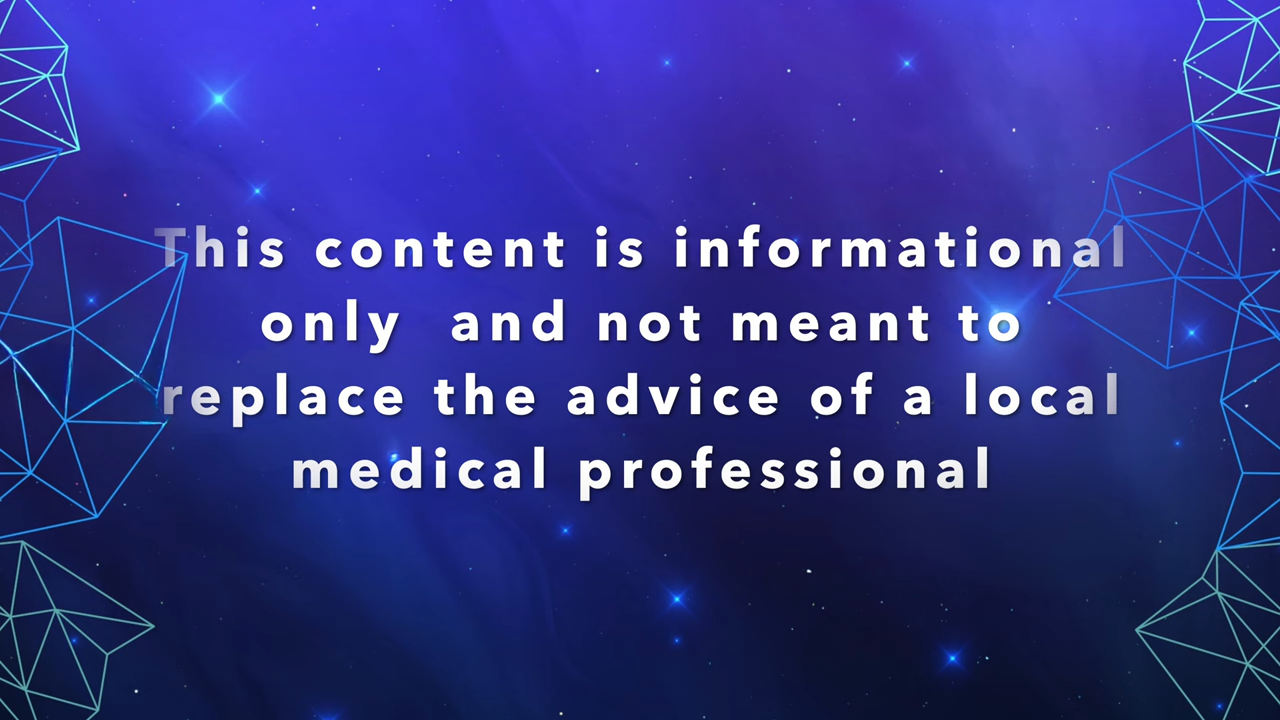 This content is informational
only  and not meant to
replace the advice of a local
medical professional